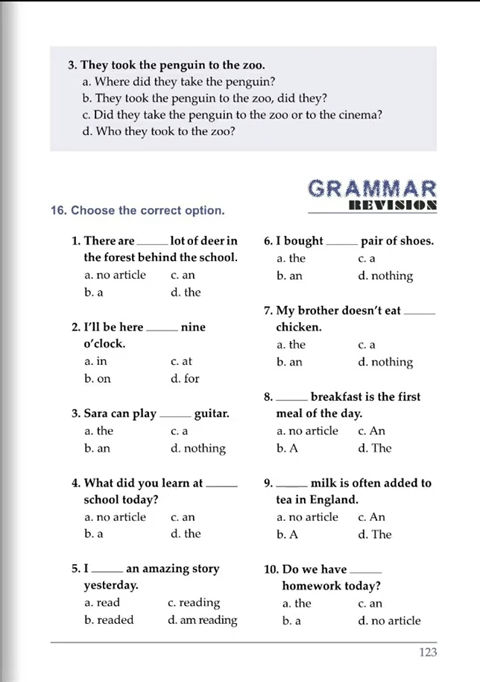 3. They took the penguin to the zoo.
a. Where did they take the penguin?
b. They took the penguin to the zoo, did they?
c. Did they take the penguin to the zoo or to the cinema?
d. Who they took to the zoo?
GRAMMAR
REVISION
16. Choose the correct option.
1. There are _____ lot of deer in
the forest behind the school.
a. no article c. an
b. a d. the
2. I'll be here _____ nine
o'clock.
a. in c. at
b. on d. for
3. Sara can play _____ guitar.
a. the c. a
b. an d. nothing
4. What did you learn at _____
school today?
a. no article c. an
b. a d. the
5. I _____ an amazing story
yesterday.
a. read c. reading
b. readed d. am reading
6. I bought _____ pair of shoes.
a. the c. a
b. an d. nothing
7. My brother doesn't eat _____
chicken.
a. the c. a
b. an d. nothing
8. _____ breakfast is the first
meal of the day.
a. no article c. An
b. A d. The
9. _____ milk is often added to
tea in England.
a. no article c. An
b. A d. The
10. Do we have _____
homework today?
a. the c. an
b. a d. no article
123